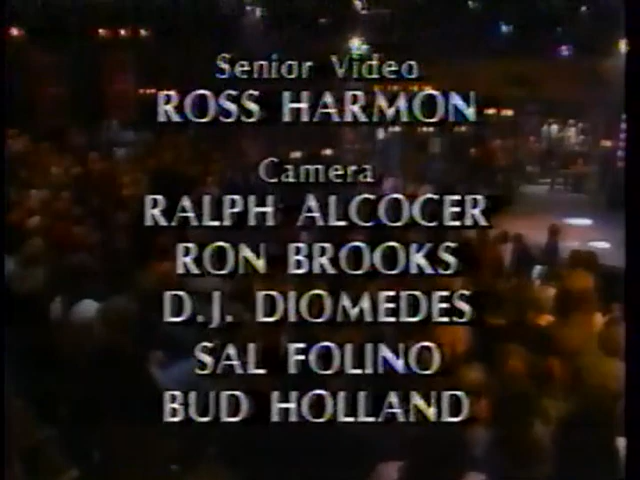 Senior Video
ROSS HARMON
Camera
RALPH ALCOCER
RON BROOKS
D.J. DIOMEDES
SAL FOLINO
BUD HOLLAND